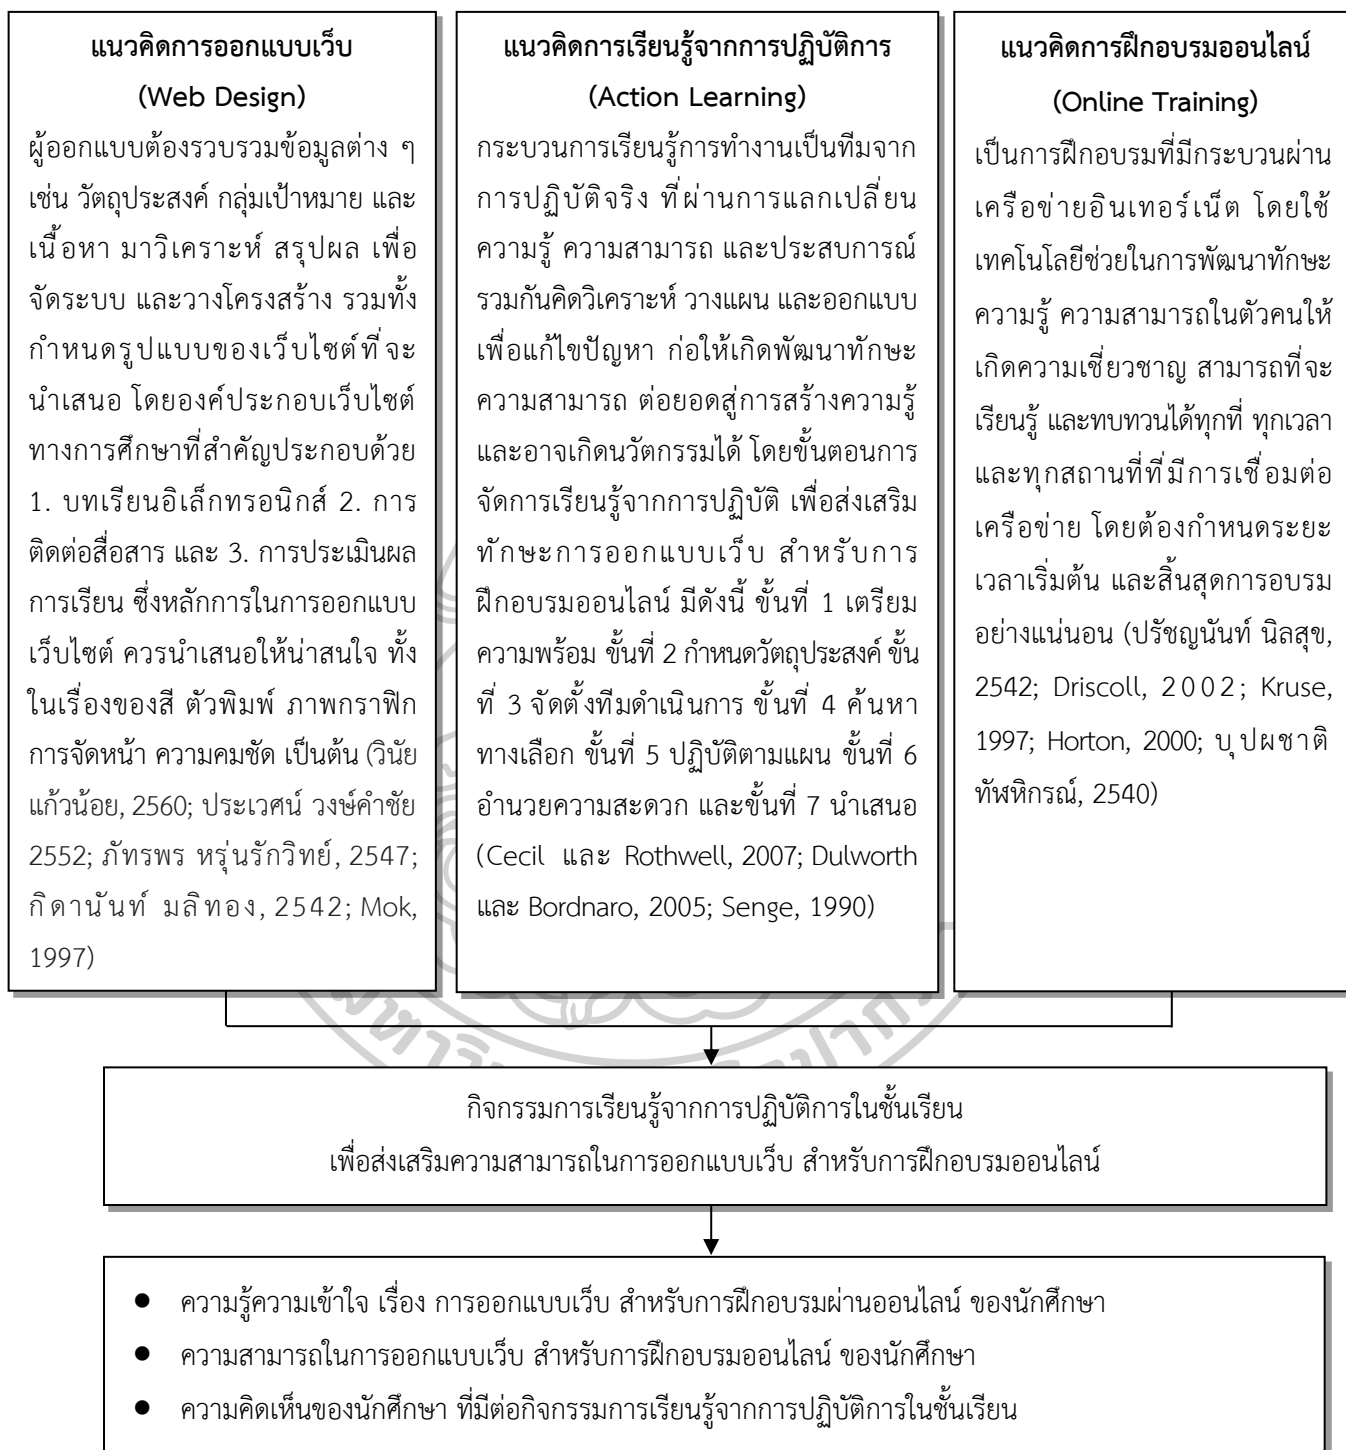 แนวคิดการออกแบบเว็บ
(Web Design)
ผู้ออกแบบต้องรวบรวมข้อมูลต่าง ๆ
เช่น วัตถุประสงค์ กลุ่มเป้าหมาย และ
เนื้อหา มาวิเคราะห์ สรุปผล เพื่อ
จัดระบบ และวางโครงสร้าง รวมทั้ง
กำหนดรูปแบบของเว็บไซต์ที่จะ
นำเสนอ โดยองค์ประกอบเว็บไซต์
ทางการศึกษาที่สำคัญประกอบด้วย
1. บทเรียนอิเล็กทรอนิกส์ 2. การ
ติดต่อสื่อสาร และ 3. การประเมินผล
การเรียน ซึ่งหลักการในการออกแบบ
เว็บไซต์ ควรนำเสนอให้น่าสนใจ ทั้ง
ในเรื่องของสี ตัวพิมพ์ ภาพกราฟิก
การจัดหน้า ความคมชัด เป็นต้น (วินัย
แก้วน้อย, 2560; ประเวศน์ วงษ์คำชัย
2552; ภัทรพร หรุ่นรักวิทย์, 2547;
กิดานันท์ มลิทอง, 2542; Mok,
1997)
แนวคิดการเรียนรู้จากการปฏิบัติการ
(Action Learning)
กระบวนการเรียนรู้การทำงานเป็นทีมจาก
การปฏิบัติจริง ที่ผ่านการแลกเปลี่ยน
ความรู้ ความสามารถ และประสบการณ์
รวมกันคิดวิเคราะห์ วางแผน และออกแบบ
เพื่อแก้ไขปัญหา ก่อให้เกิดพัฒนาทักษะ
ความสามารถ ต่อยอดสู่การสร้างความรู้
และอาจเกิดนวัตกรรมได้ โดยขั้นตอนการ
จัดการเรียนรู้จากการปฏิบัติ เพื่อส่งเสริม
ทักษะการออกแบบเว็บ สำหรับการ
ฝึกอบรมออนไลน์ มีดังนี้ ขั้นที่ 1 เตรียม
ความพร้อม ขั้นที่ 2 กำหนดวัตถุประสงค์ ขั้น
ที่ 3 จัดตั้งทีมดำเนินการ ขั้นที่ 4 ค้นหา
ทางเลือก ขั้นที่ 5 ปฏิบัติตามแผน ขั้นที่ 6
อำนวยความสะดวก และขั้นที่ 7 นำเสนอ
(Cecil และ Rothwell, 2007; Dulworth
และ Bordnaro, 2005; Senge, 1990)
แนวคิดการฝึกอบรมออนไลน์
(Online Training)
เป็นการฝึกอบรมที่มีกระบวนผ่าน
เครือข่ายอินเทอร์เน็ต โดยใช้
เทคโนโลยีช่วยในการพัฒนาทักษะ
ความรู้ ความสามารถในตัวคนให้
เกิดความเชี่ยวชาญ สามารถที่จะ
เรียนรู้ และทบทวนได้ทุกที่ ทุกเวลา
และทุกสถานที่ที่มีการเชื่อมต่อ
เครือข่าย โดยต้องกำหนดระยะ
เวลาเริ่มต้น และสิ้นสุดการอบรม
อย่างแน่นอน (ปรัชญนันท์ นิลสุข,
2542; Driscoll, 2002; Kruse,
1997; Horton, 2000; บุปผชาติ
ทัฬหิกรณ์, 2540)
กิจกรรมการเรียนรู้จากการปฏิบัติการในชั้นเรียน
เพื่อส่งเสริมความสามารถในการออกแบบเว็บ สำหรับการฝึกอบรมออนไลน์
● ความรู้ความเข้าใจ เรื่อง การออกแบบเว็บ สำหรับการฝึกอบรมผ่านออนไลน์ ของนักศึกษา
● ความสามารถในการออกแบบเว็บ สำหรับการฝึกอบรมออนไลน์ ของนักศึกษา
● ความคิดเห็นของนักศึกษา ที่มีต่อกิจกรรมการเรียนรู้จากการปฏิบัติการในชั้นเรียน